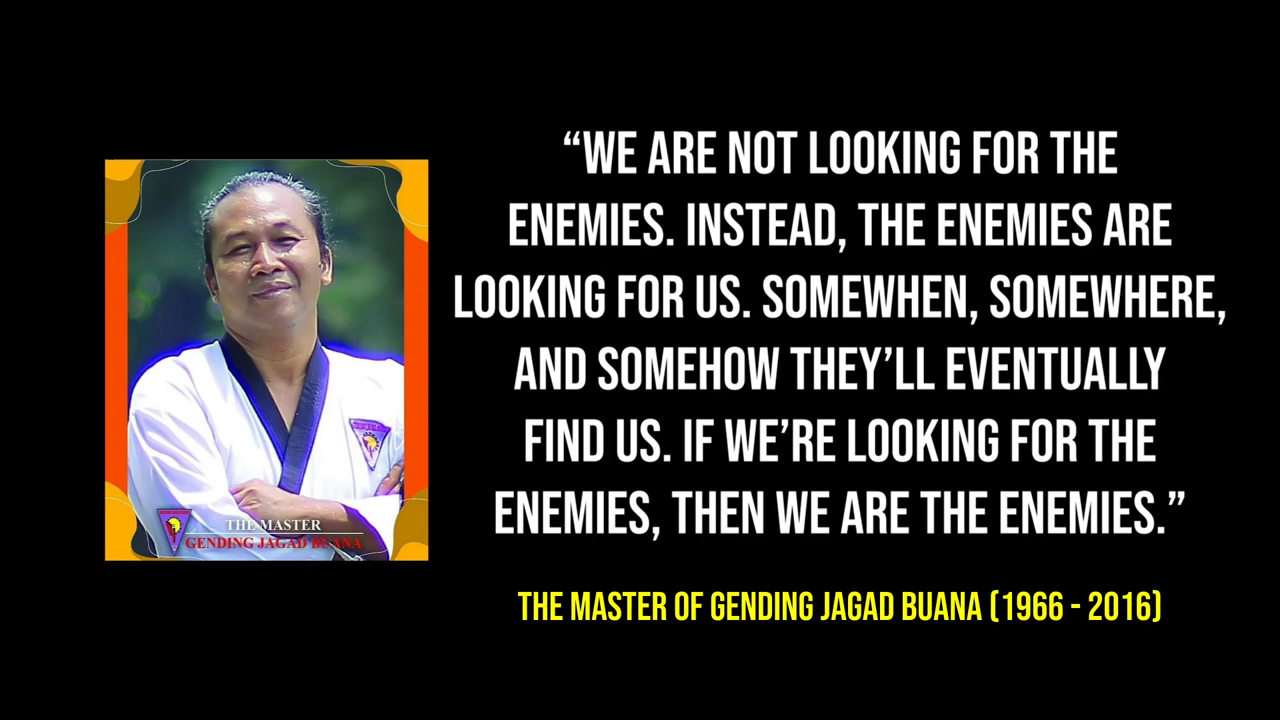 “WE ARE NOT LOOKING FOR THE
ENEMIES. INSTEAD, THE ENEMIES ARE
LOOKING FOR US. SOMEWHEN, SOMEWHERE,
AND SOMEHOW THEY’LL EVENTUALLY
FIND US. IF WE’RE LOOKING FOR THE
ENEMIES, THEN WE ARE THE ENEMIES.”
THE MASTER OF GENDING JAGAD BUANA (1966 - 2016)
THE MASTER
GENDING JAGAD BUANA